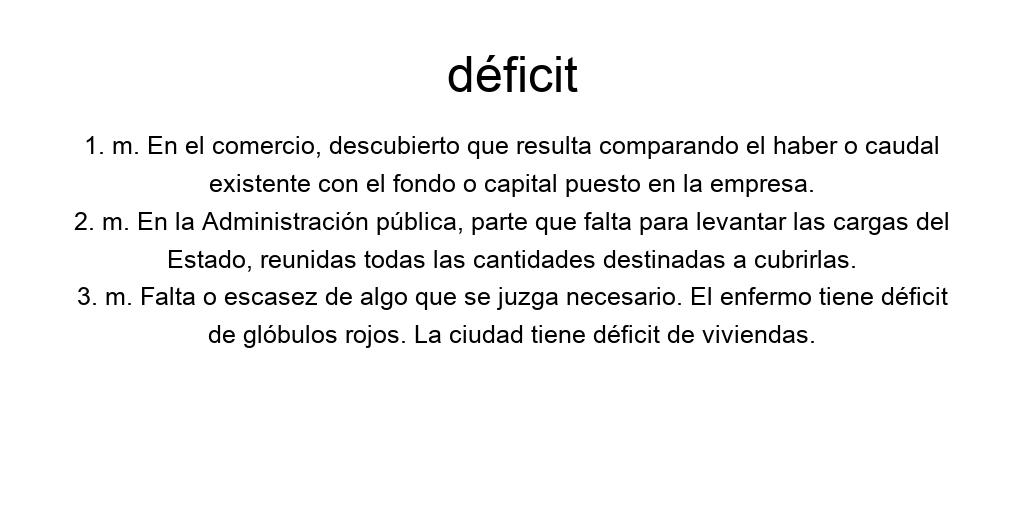 déficit
1. m. En el comercio, descubierto que resulta comparando el haber o caudal
existente con el fondo o capital puesto en la empresa.
2. m. En la Administración pública, parte que falta para levantar las cargas del
Estado, reunidas todas las cantidades destinadas a cubrirlas.
3. m. Falta o escasez de algo que se juzga necesario. El enfermo tiene déficit
de glóbulos rojos. La ciudad tiene déficit de viviendas.